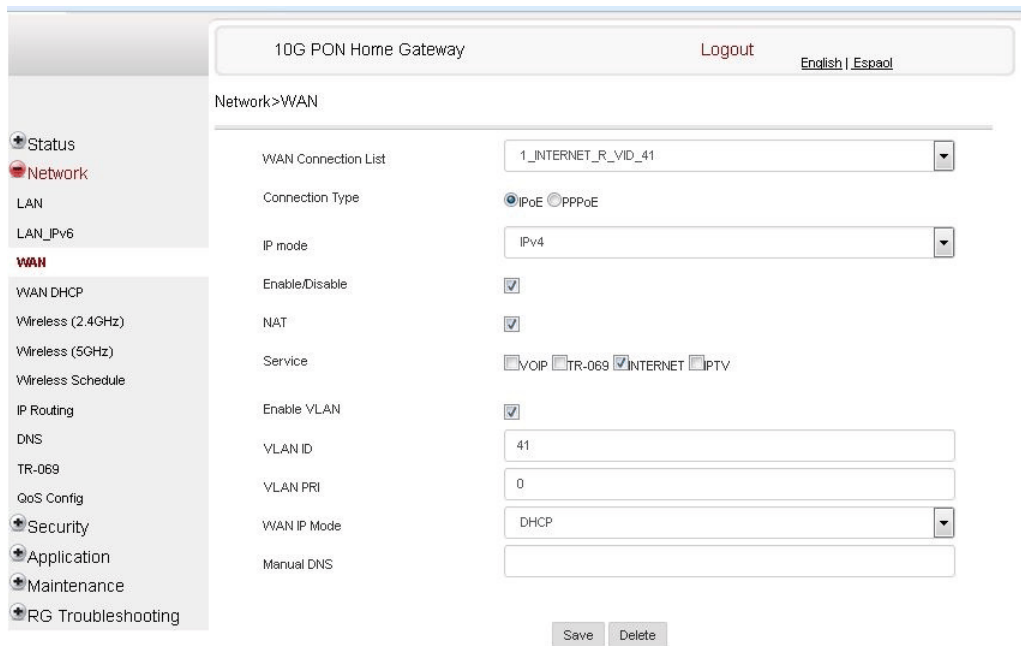 10G PON Home Gateway
Logout
English | Espaol
Network>WAN
Status
Network
LAN
LAN_IPv6
WAN
WAN DHCP
Wireless (2.4GHz)
Wireless (5GHz)
Wireless Schedule
IP Routing
DNS
TR-069
QoS Config
Security
Application
Maintenance
RG Troubleshooting
WAN Connection List 1_INTERNET_R_VID_41
Connection Type IPoE PPPoE
IP mode IPv4
Enable/Disable
NAT
Service VOIP TR-069 INTERNET IPTV
Enable VLAN
VLAN ID 41
VLAN PRI 0
WAN IP Mode DHCP
Manual DNS
Save Delete